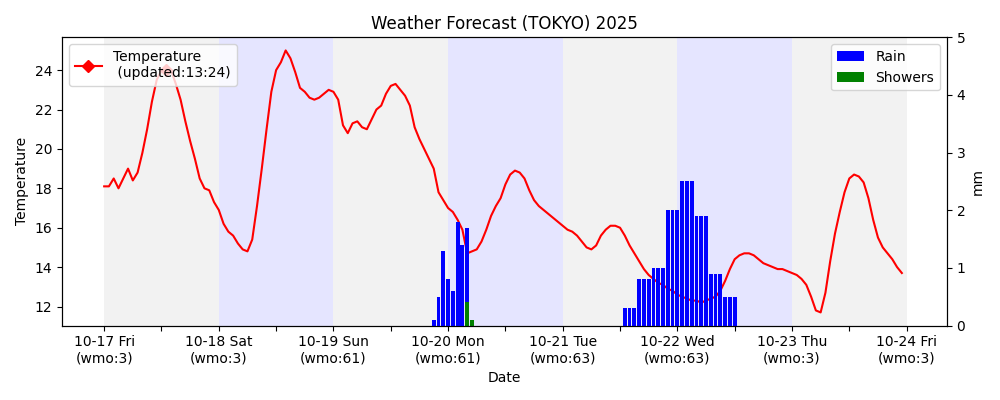 Weather Forecast (TOKYO) 2025
Temperature
(updated:13:24)
Rain
Showers
24
22
20
18
16
14
12
Temperature
5
4
3
2
1
0
mm
10-17 Fri
(wmo:3)
10-18 Sat
(wmo:3)
10-19 Sun
(wmo:61)
10-20 Mon
(wmo:61)
10-21 Tue
(wmo:63)
10-22 Wed
(wmo:63)
10-23 Thu
(wmo:3)
10-24 Fri
(wmo:3)
Date